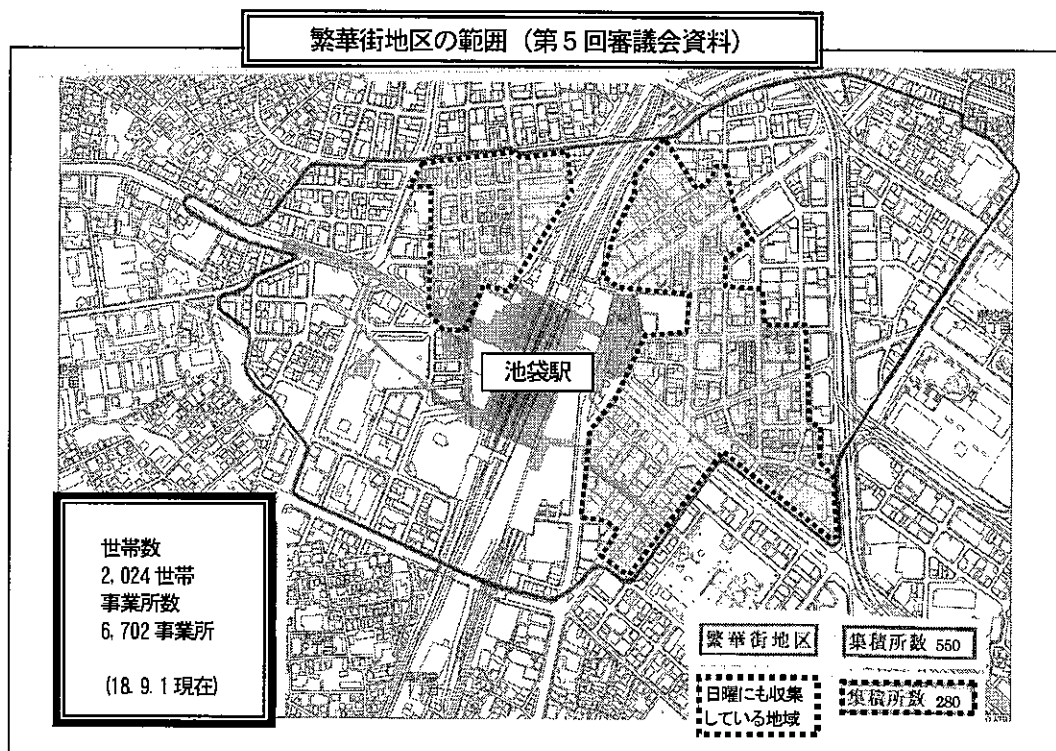 繁華街地区の範囲（第5回審議会資料）
池袋駅
世帯数
2,024世帯
事業所数
6,702事業所
(18.9.1現在)
繁華街地区
集積所数 550
日曜にも収集
している地域
集積所数 280